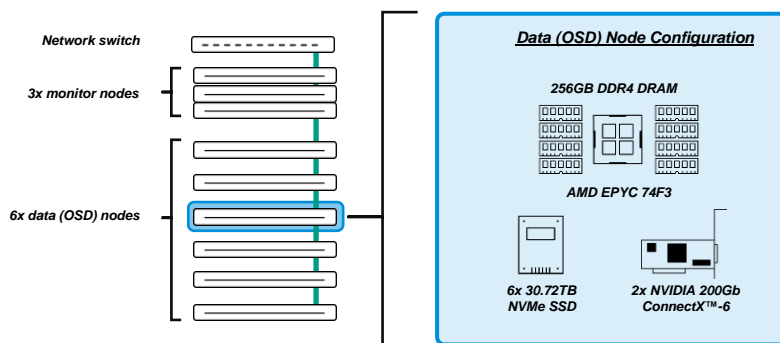 Network switch
3x monitor nodes
6x data (OSD) nodes
Data (OSD) Node Configuration
256GB DDR4 DRAM
AMD EPYC 74F3
6x 30.72TB
NVMe SSD
2x NVIDIA 200Gb
ConnectX™-6